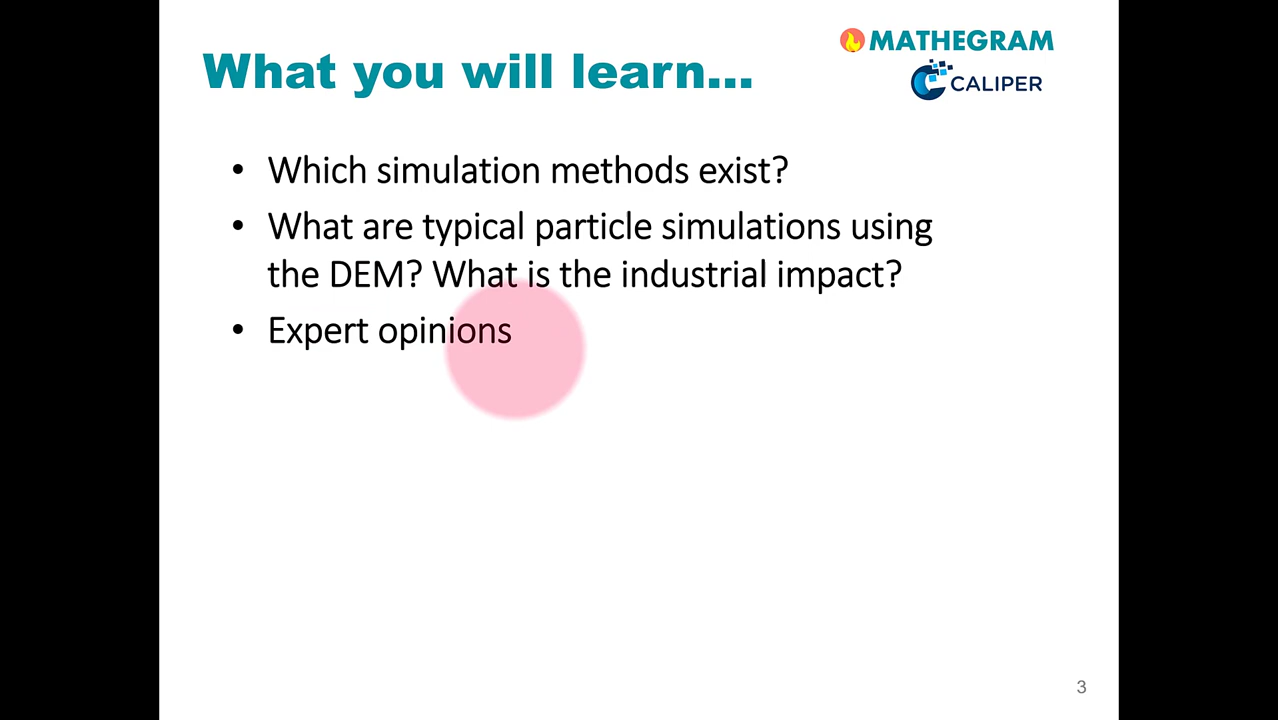 What you will learn...
MATHEGRAM
CALIPER
• Which simulation methods exist?
• What are typical particle simulations using
the DEM? What is the industrial impact?
• Expert opinions
3